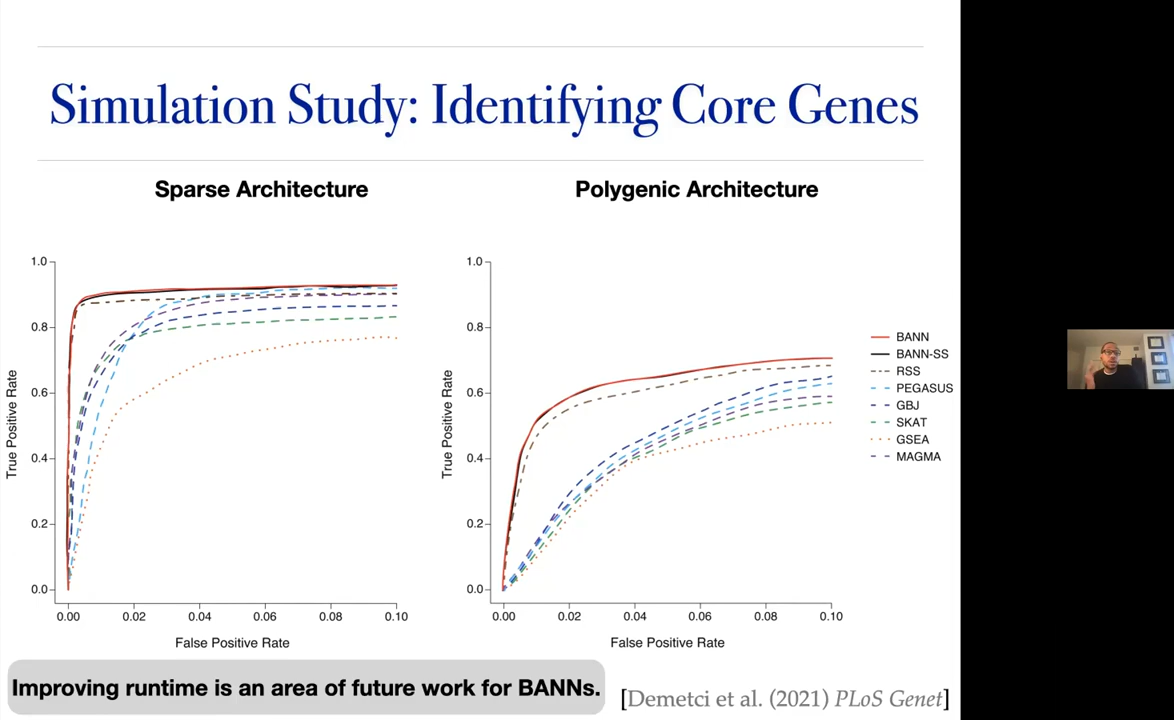 Simulation Study: Identifying Core Genes
Sparse Architecture
Polygenic Architecture
1.0
0.8
0.6
0.4
0.2
0.0
True Positive Rate
0.00 0.02 0.04 0.06 0.08 0.10
False Positive Rate
1.0
0.8
0.6
0.4
0.2
0.0
True Positive Rate
0.00 0.02 0.04 0.06 0.08 0.10
False Positive Rate
BANN
BANN-SS
RSS
PEGASUS
GBJ
SKAT
GSEA
MAGMA
Improving runtime is an area of future work for BANNs.
[Demetci et al. (2021) PLoS Genet]